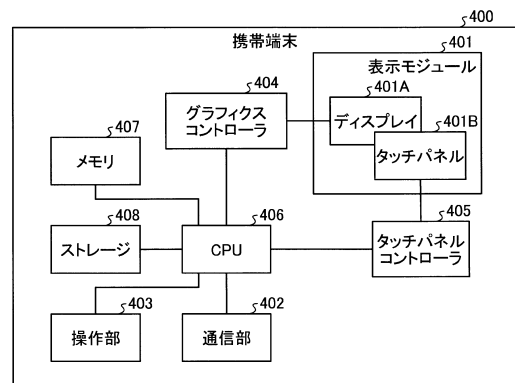 400
携帯端末
401
表示モジュール
401A
ディスプレイ
401B
タッチパネル
404
グラフィクス
コントローラ
407
メモリ
408
ストレージ
406
CPU
405
タッチパネル
コントローラ
403
操作部
402
通信部